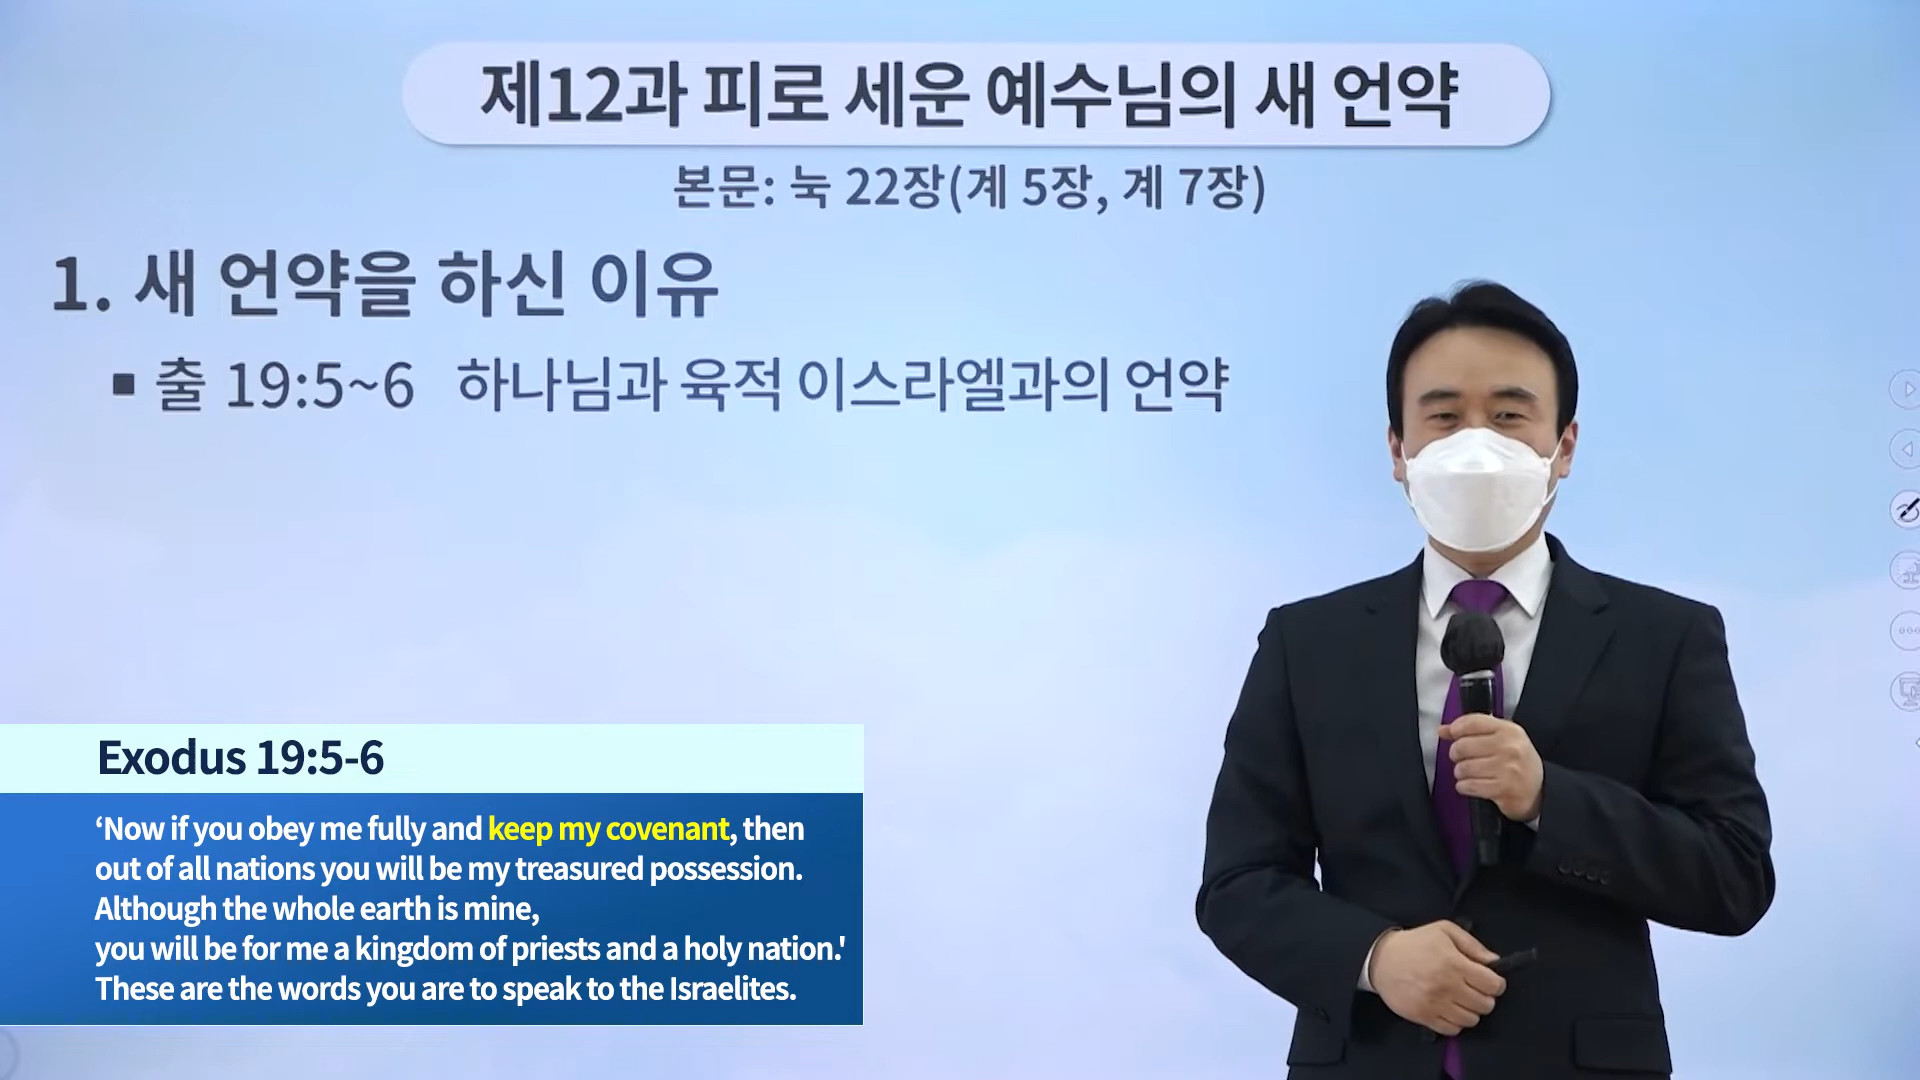 제12과 피로 세운 예수님의 새 언약
본문: 눅 22장(계 5장, 계 7장)
1. 새 언약을 하신 이유
▪ 출 19:5~6 하나님과 육적 이스라엘과의 언약
Exodus 19:5-6
‘Now if you obey me fully and keep my covenant, then
out of all nations you will be my treasured possession.
Although the whole earth is mine,
you will be for me a kingdom of priests and a holy nation.'
These are the words you are to speak to the Israelites.